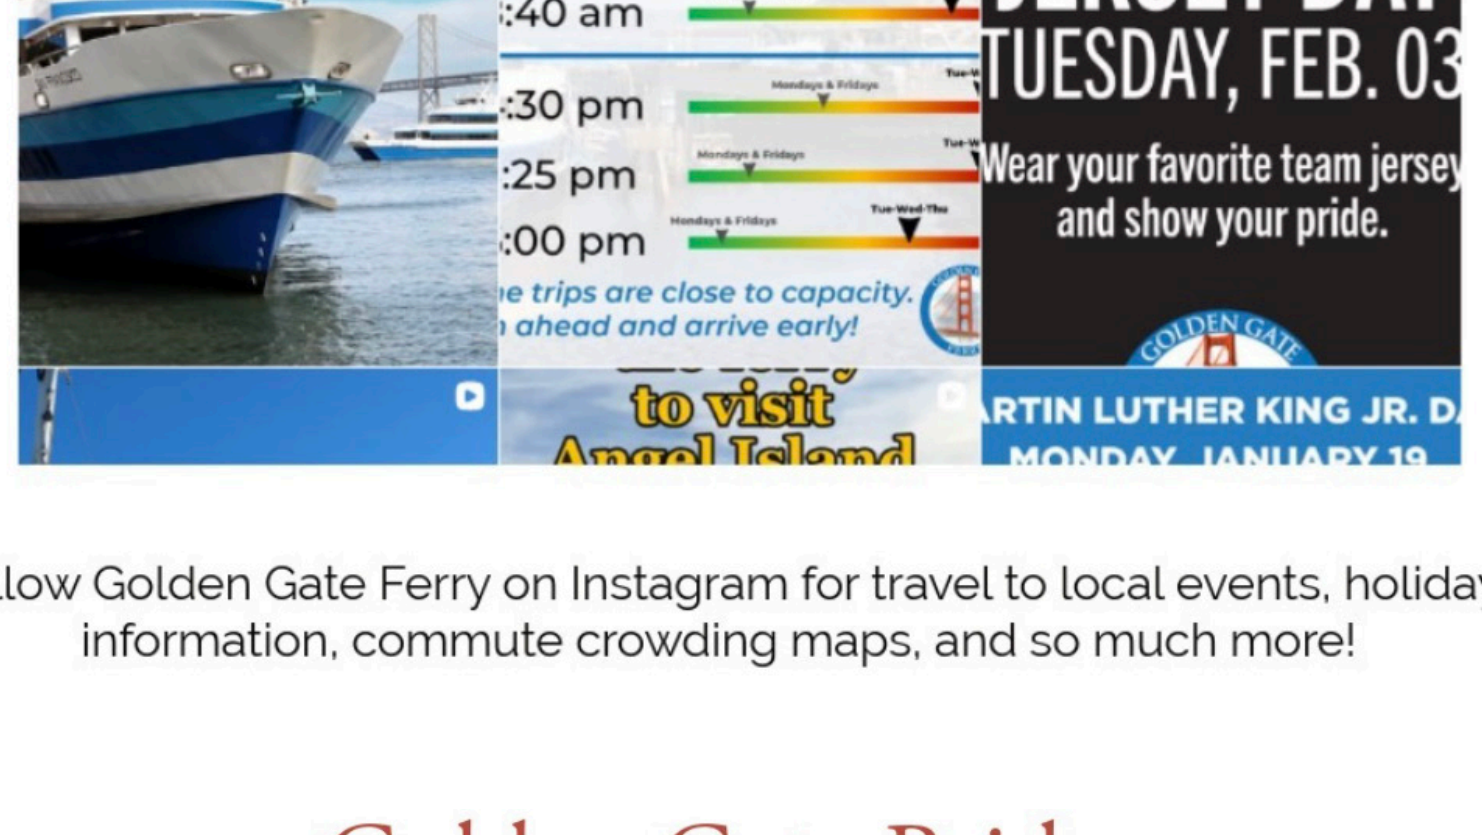 :40 am
Mondays & Fridays
:30 pm
Mondays & Fridays
:25 pm
Mondays & Fridays
Tue-Wed-Thu
:00 pm
trips are close to capacity.
ahead and arrive early!
TUESDAY, FEB. 03
Wear your favorite team jersey
and show your pride.
GOLDEN GATE
to visit
Angel Island
ARTIN LUTHER KING JR. DA
MONDAY, JANUARY 19
llow Golden Gate Ferry on Instagram for travel to local events, holiday
information, commute crowding maps, and so much more!